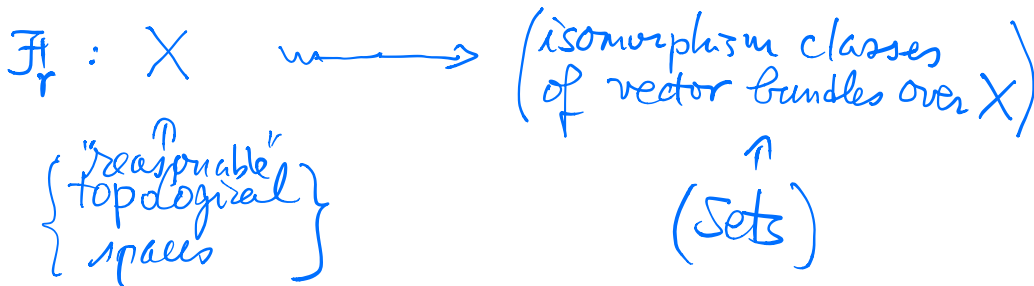 ℱ_r : X ⟿ (isomorphism classes
of vector bundles over X)
↑ ↑
{"reasonable" (Sets)
topological
spaces}